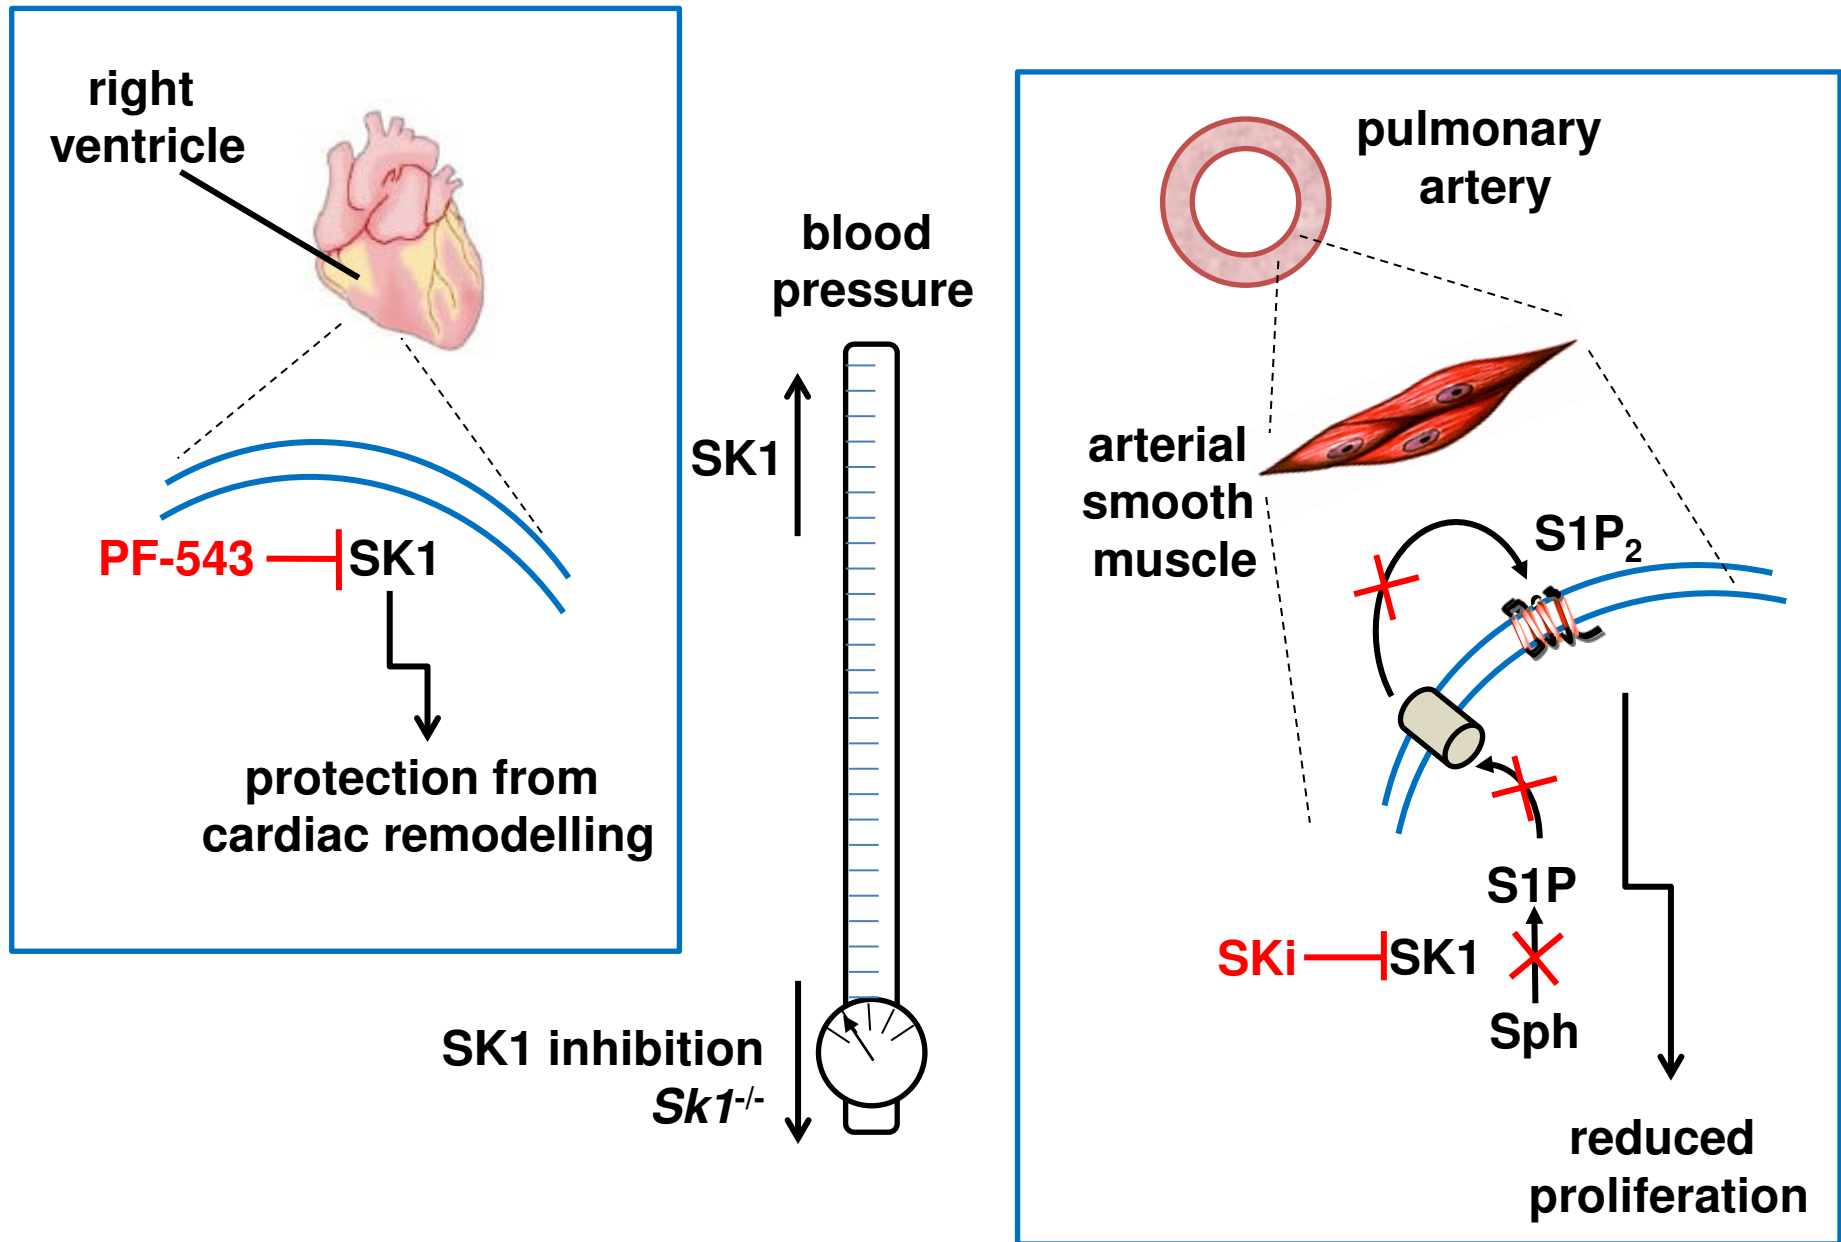 right
ventricle
PF-543
SK1
protection from
cardiac remodelling
blood
pressure
SK1
SK1 inhibition
Sk1-/-
pulmonary
artery
arterial
smooth
muscle
S1P2
S1P
SKi
SK1
Sph
reduced
proliferation